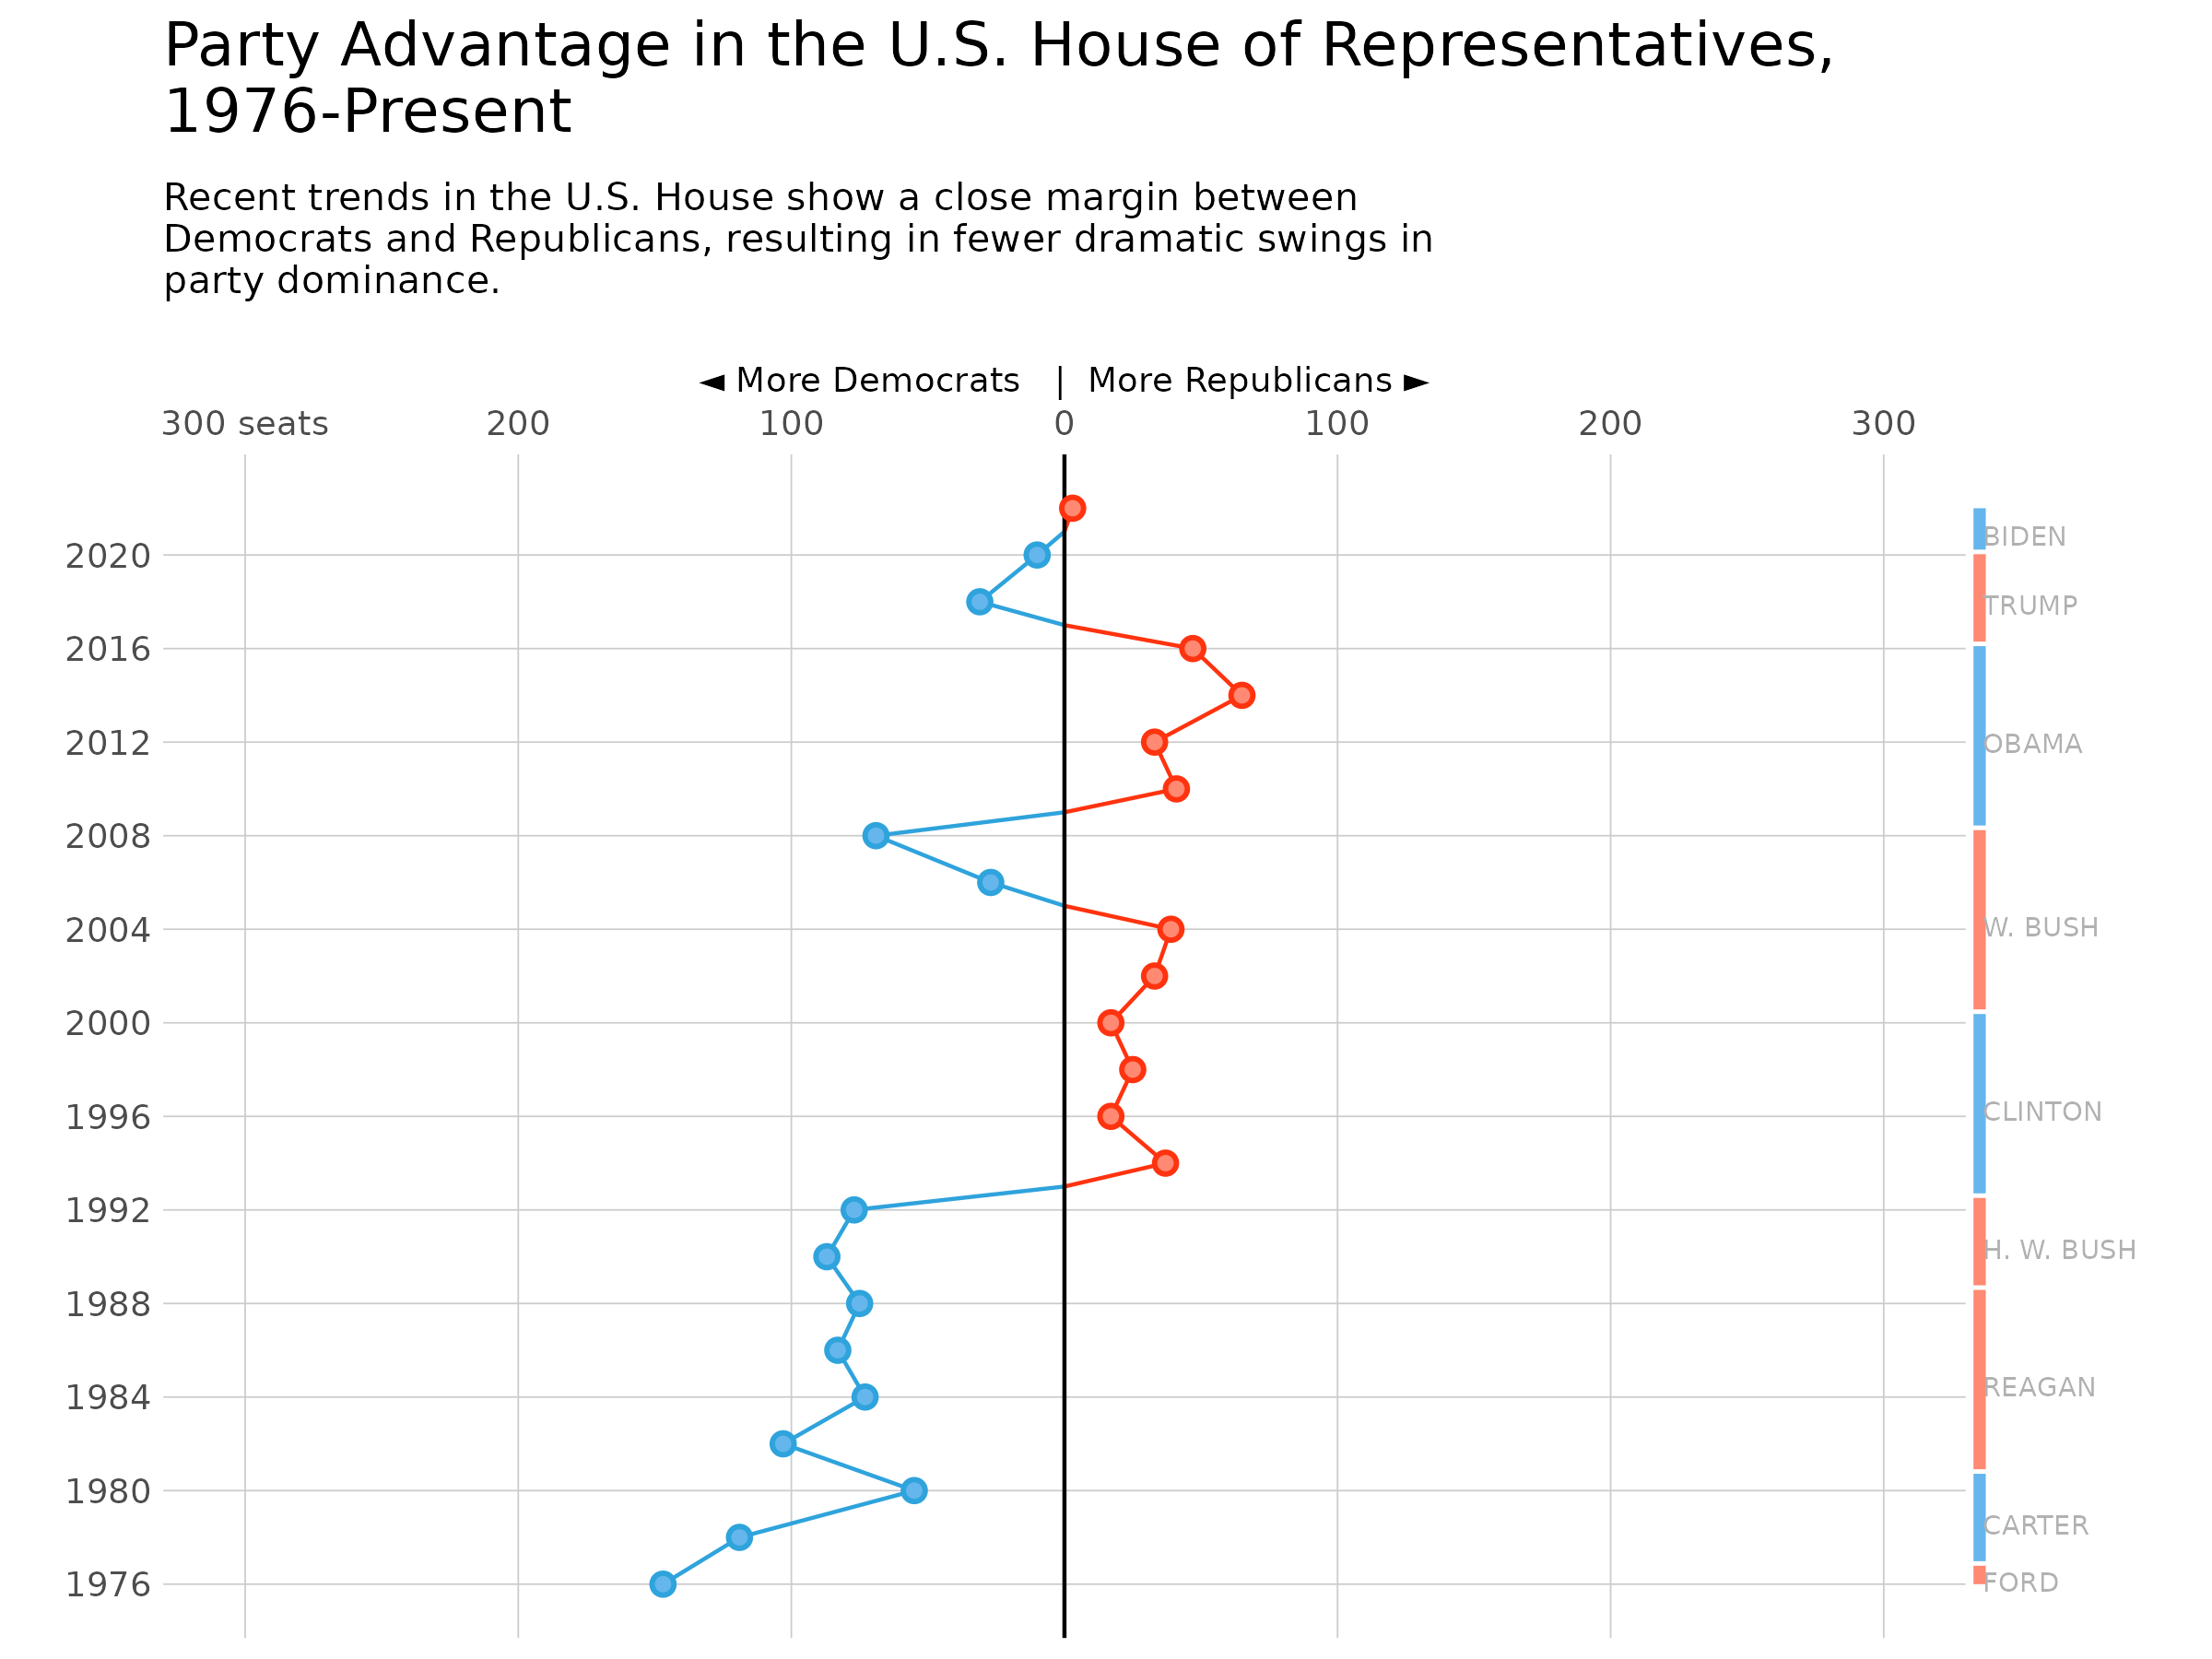 Party Advantage in the U.S. House of Representatives,
1976-Present
Recent trends in the U.S. House show a close margin between
Democrats and Republicans, resulting in fewer dramatic swings in
party dominance.
◄ More Democrats | More Republicans ►
300 seats 200 100 0 100 200 300
BIDEN
2020
TRUMP
2016
2012
OBAMA
2008
2004
W. BUSH
2000
1996
CLINTON
1992
H. W. BUSH
1988
1984
REAGAN
1980
CARTER
1976
FORD